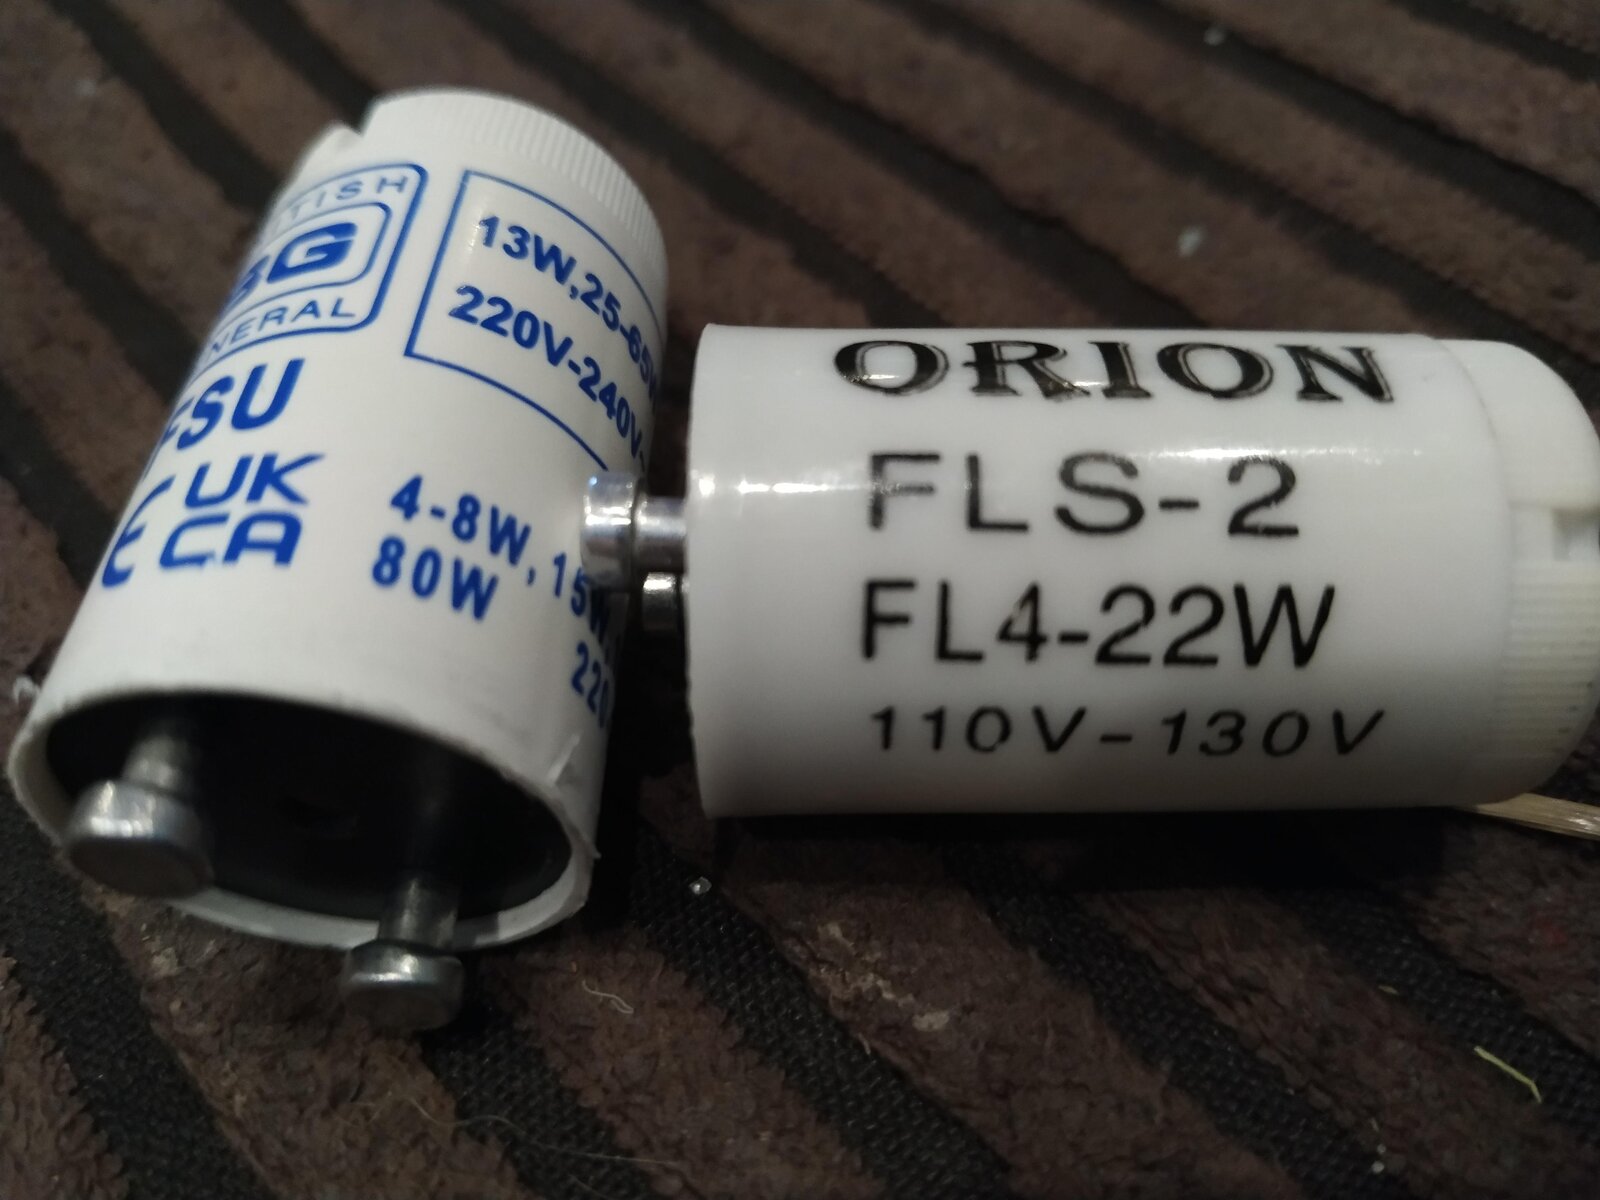 BG
13W,25-65W
220V-240V
FSU
UK
CA
4-8W, 15W,
80W
220
ORION
FLS-2
FL4-22W
110V-130V